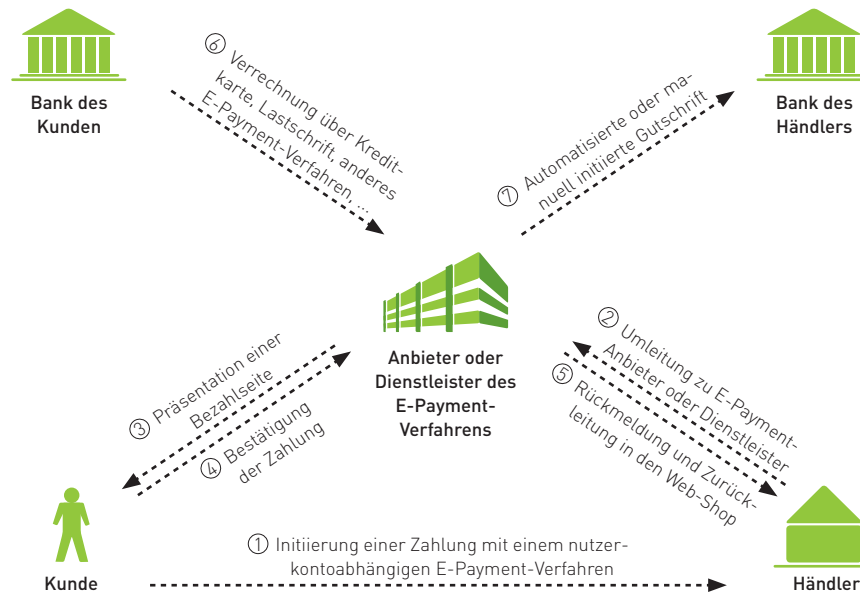 Bank des
Kunden
⑥ Verrechnung über Kredit-
karte, Lastschrift, anderes
E-Payment-Verfahren, ...
⑦ Automatisierte oder ma-
nuell initiierte Gutschrift
Bank des
Händlers
Anbieter oder
Dienstleister des
E-Payment-
Verfahrens
③ Präsentation einer
Bezahlseite
④ Bestätigung
der Zahlung
② Umleitung zu E-Payment-
Anbieter oder Dienstleister
⑤ Rückmeldung und Zurück-
leitung in den Web-Shop
Kunde
① Initiierung einer Zahlung mit einem nutzer-
kontoabhängigen E-Payment-Verfahren
Händler